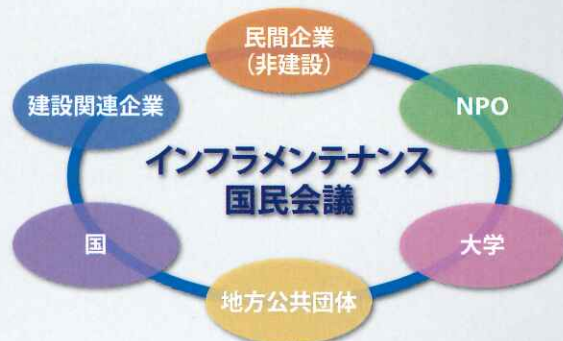 民間企業
(非建設)
建設関連企業
NPO
インフラメンテナンス
国民会議
国
大学
地方公共団体